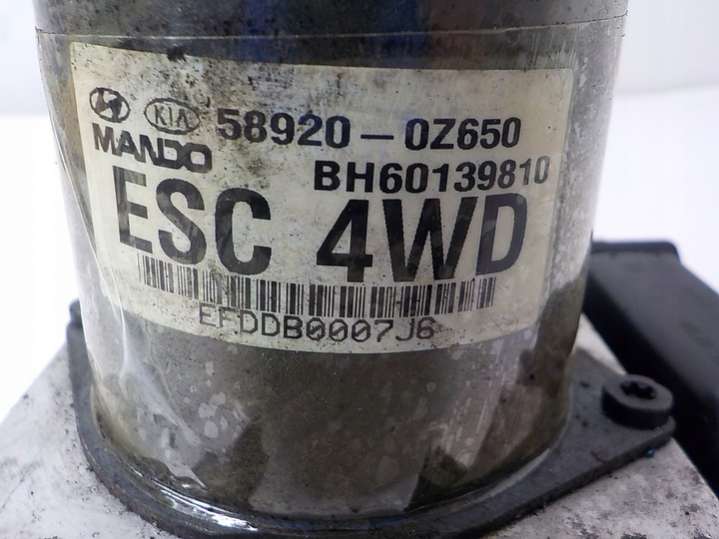 KIA 58920-0Z650
MANDO BH60139810
ESC 4WD
EFDDB0007J6